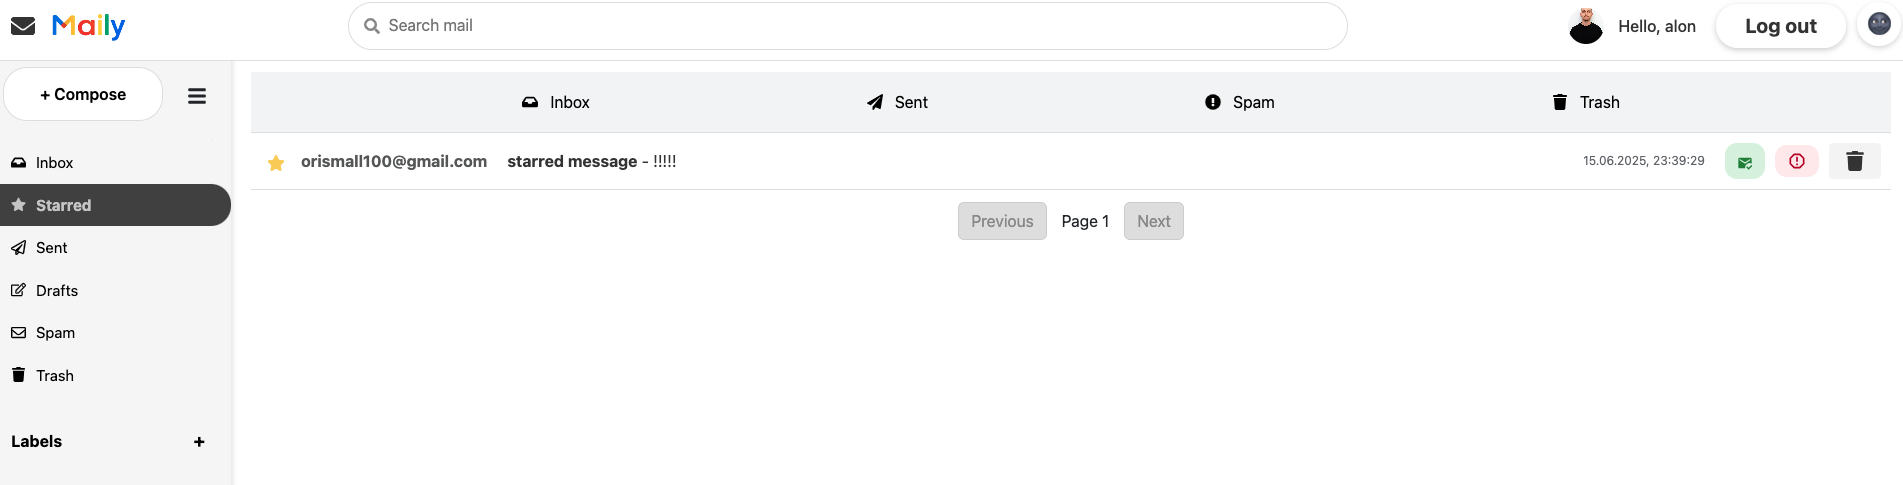 Maily
Search mail
Hello, alon
Log out
+ Compose
Inbox
Starred
Sent
Drafts
Spam
Trash
Labels +
Inbox Sent Spam Trash
orismall100@gmail.com starred message - !!!!! 15.06.2025, 23:39:29
Previous Page 1 Next